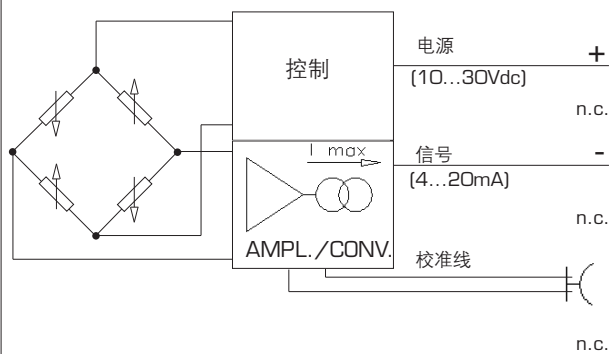 电源
+
控制
(10...30Vdc)
n.c.
I max
信号
-
(4...20mA)
n.c.
AMPL./CONV.
校准线
n.c.